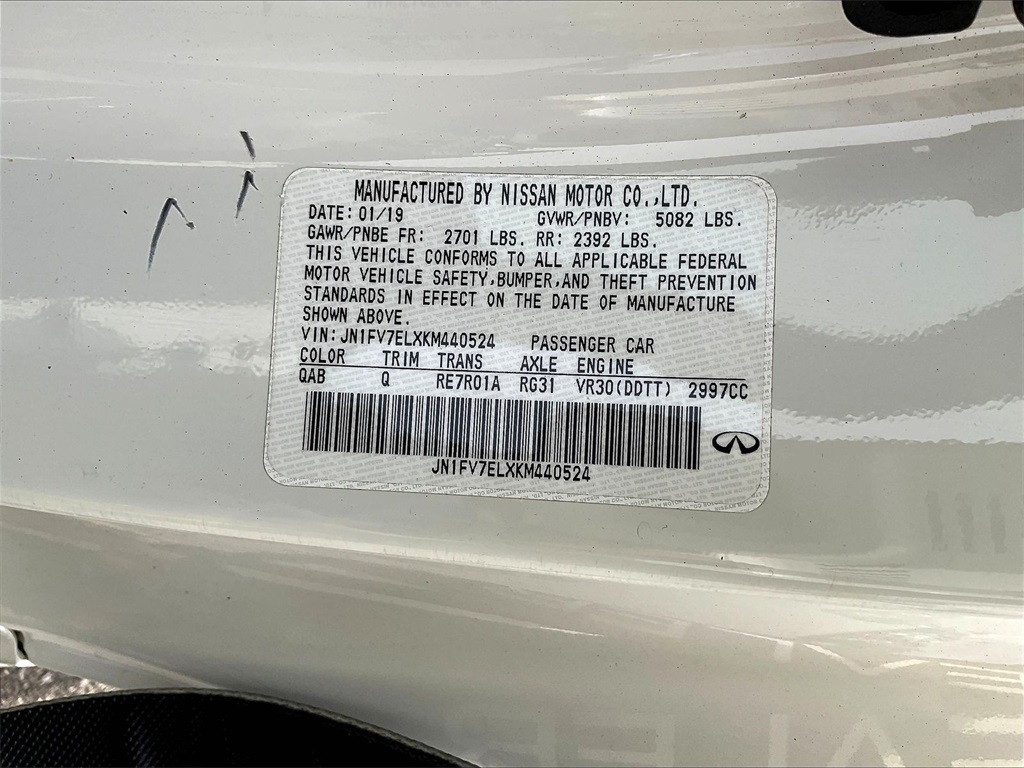 MANUFACTURED BY NISSAN MOTOR CO.,LTD.
DATE: 01/19 GVWR/PNBV: 5082 LBS.
GAWR/PNBE FR: 2701 LBS. RR: 2392 LBS.
THIS VEHICLE CONFORMS TO ALL APPLICABLE FEDERAL
MOTOR VEHICLE SAFETY,BUMPER,AND THEFT PREVENTION
STANDARDS IN EFFECT ON THE DATE OF MANUFACTURE
SHOWN ABOVE.
VIN:JN1FV7ELXKM440524 PASSENGER CAR
COLOR TRIM TRANS AXLE ENGINE
QAB Q RE7R01A RG31 VR30(DDTT) 2997CC
JN1FV7ELXKM440524